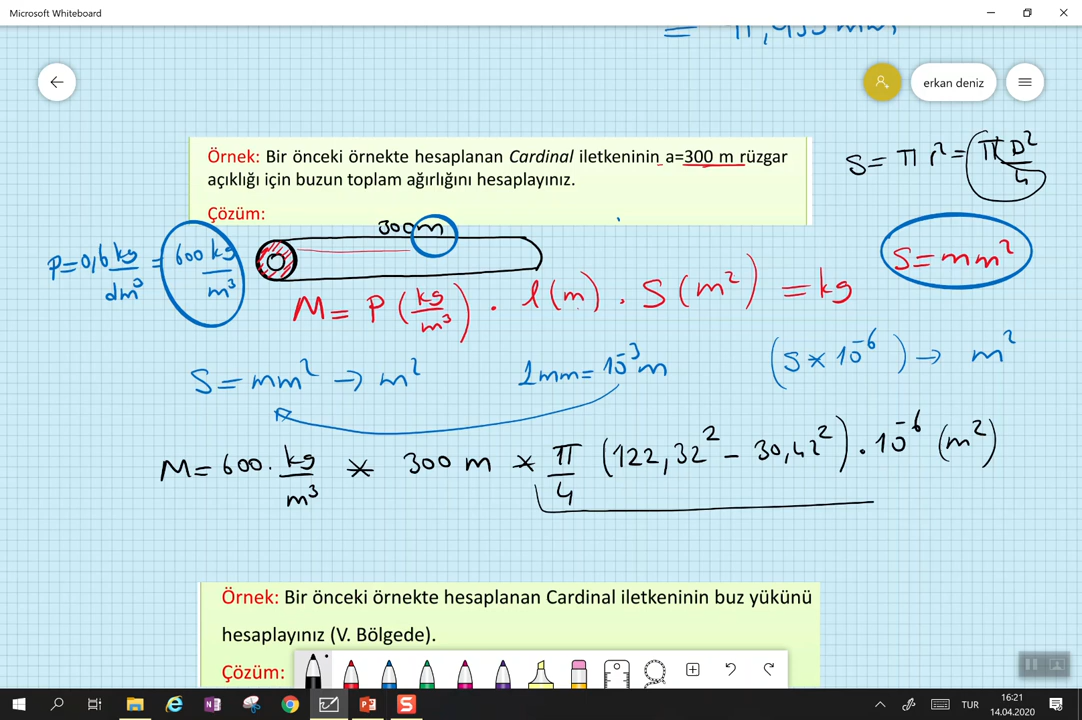 Microsoft Whiteboard
erkan deniz
Örnek: Bir önceki örnekte hesaplanan Cardinal iletkeninin a=300 m rüzgar
açıklığı için buzun toplam ağırlığını hesaplayınız.
Çözüm:
S = π r² = π D²/4
300m
P=0,6 kg/dm³ = 600 kg/m³
S = mm²
M = P (kg/m³) · l(m) · S (m²) = kg
S = mm² → m²
1mm = 10⁻³ m
(S * 10⁻⁶) → m²
M = 600 · kg/m³ * 300 m * π/4 (122,32² - 30,42²) · 10⁻⁶ (m²)
Örnek: Bir önceki örnekte hesaplanan Cardinal iletkeninin buz yükünü
hesaplayınız (V. Bölgede).
Çözüm:
TUR
16:21
14.04.2020